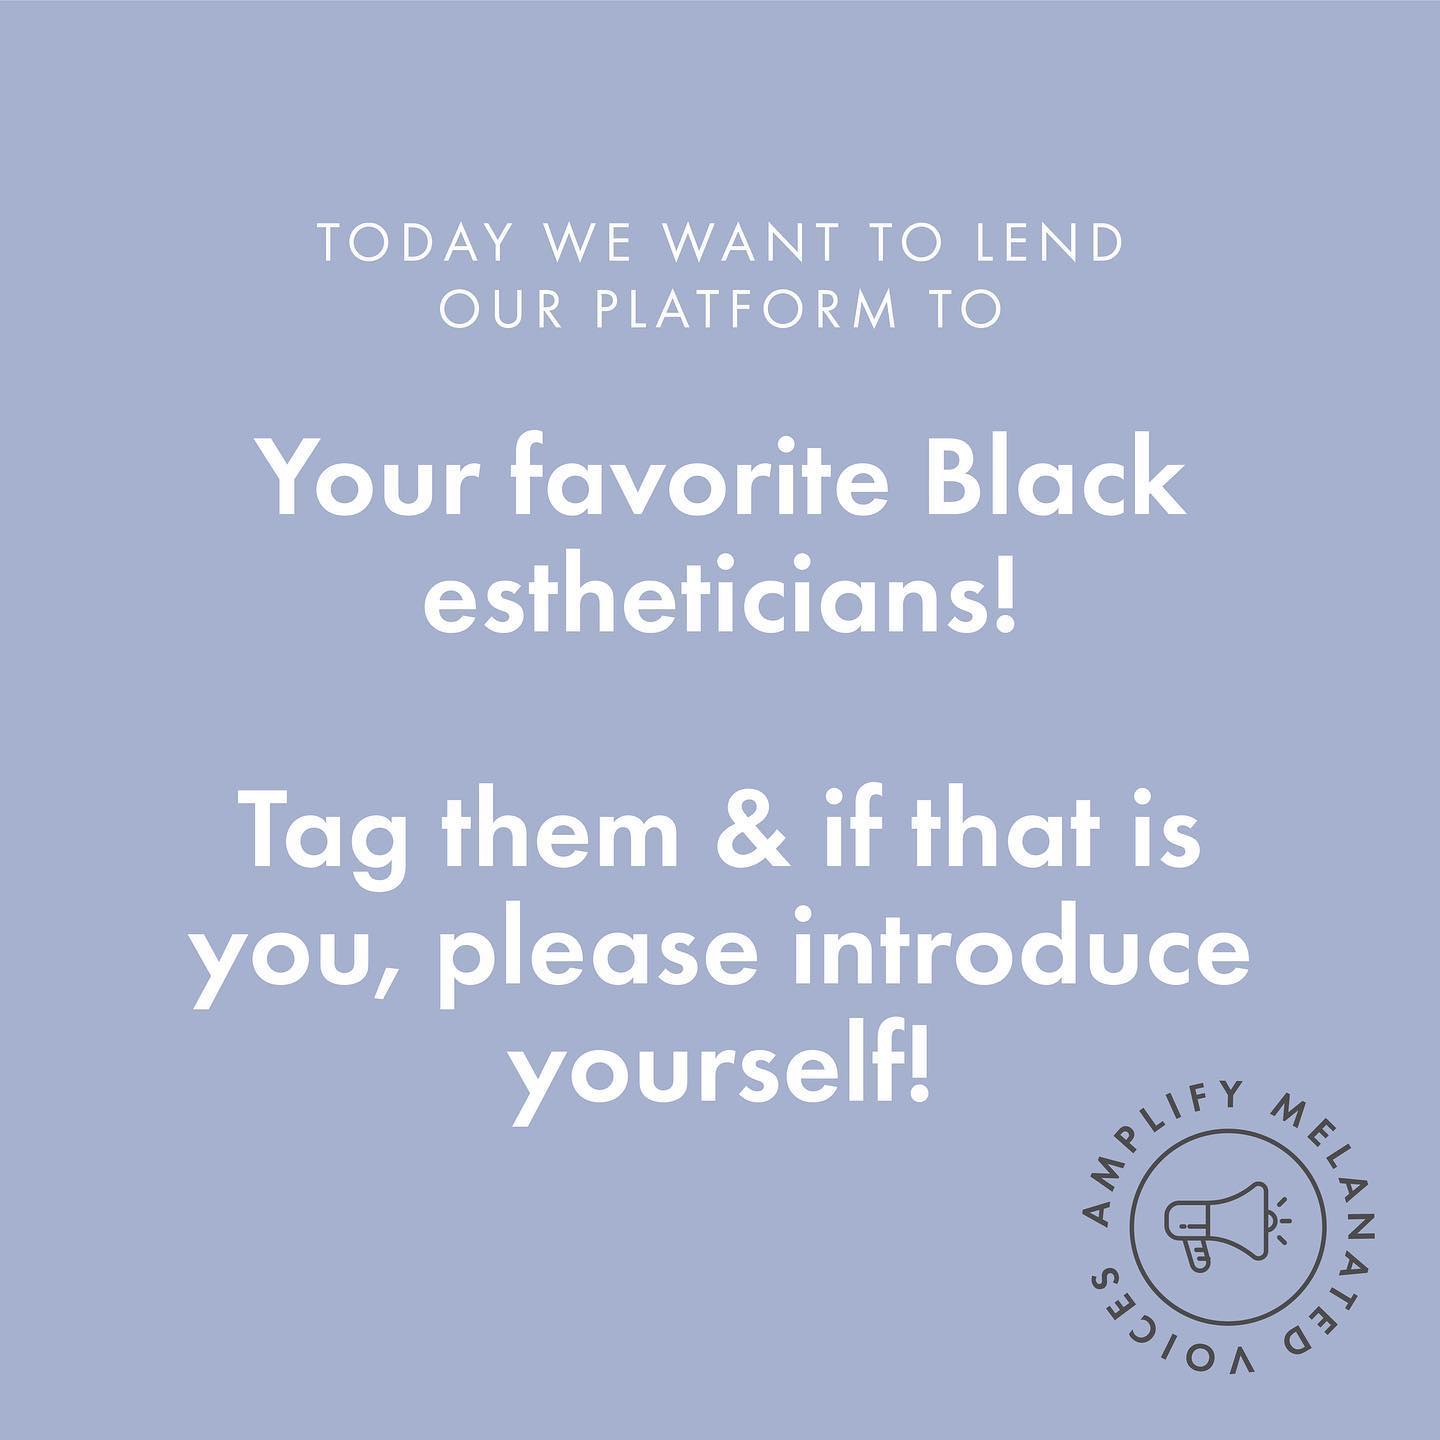 TODAY WE WANT TO LEND
OUR PLATFORM TO
Your favorite Black
estheticians!
Tag them & if that is
you, please introduce
yourself!
AMPLIFY MELANATED VOICES